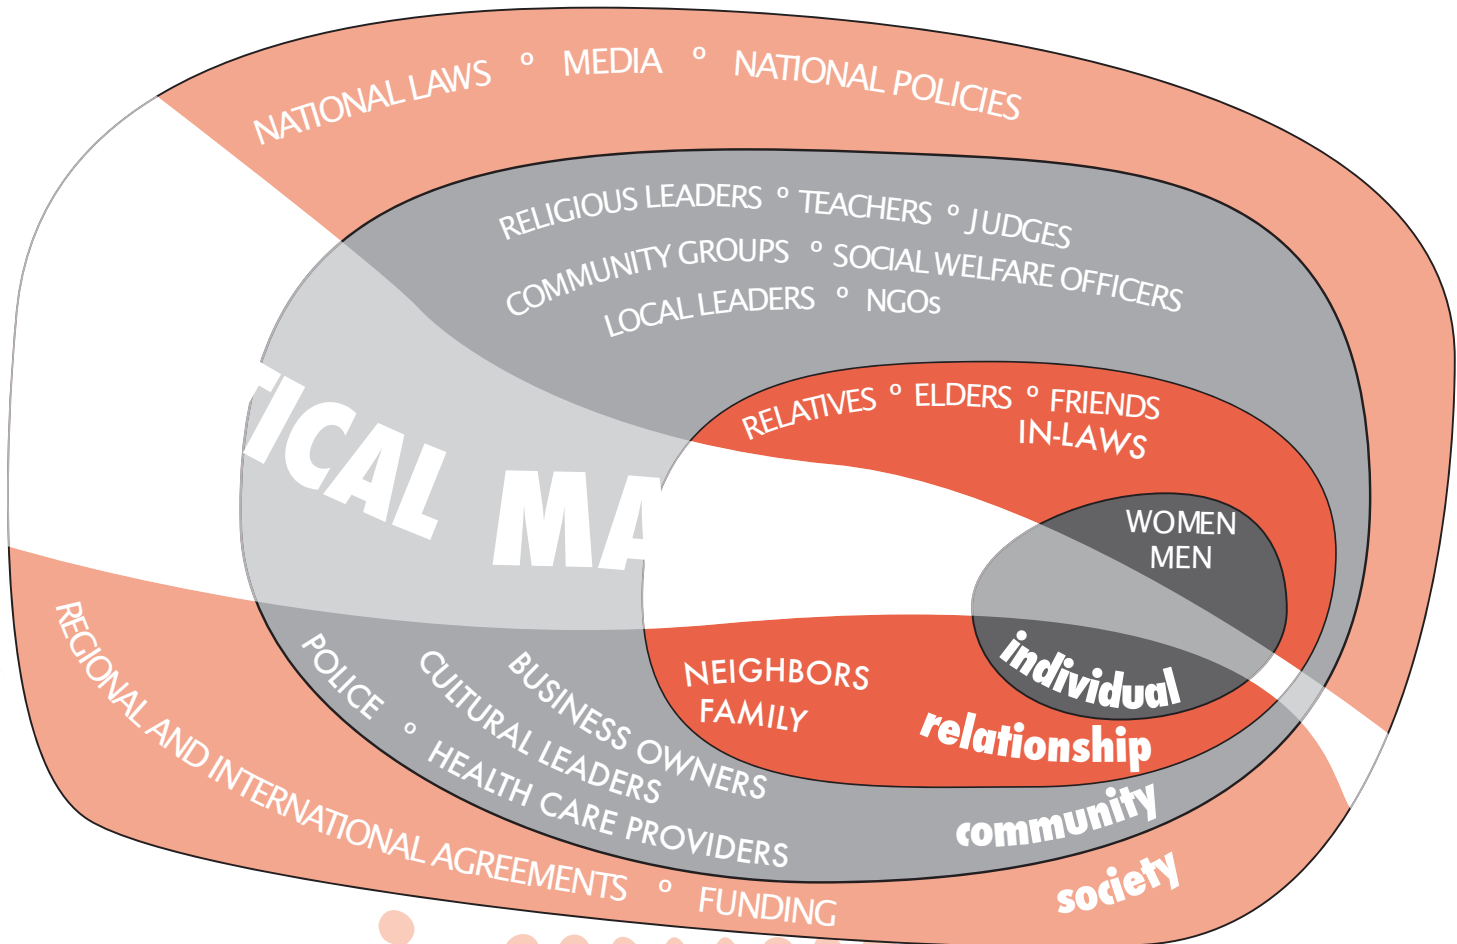 NATIONAL LAWS ° MEDIA ° NATIONAL POLICIES
RELIGIOUS LEADERS ° TEACHERS ° JUDGES
COMMUNITY GROUPS ° SOCIAL WELFARE OFFICERS
LOCAL LEADERS ° NGOs
TICAL MA
RELATIVES ° ELDERS ° FRIENDS
IN-LAWS
WOMEN
MEN
individual
NEIGHBORS
FAMILY
relationship
BUSINESS OWNERS
CULTURAL LEADERS
POLICE ° HEALTH CARE PROVIDERS
community
REGIONAL AND INTERNATIONAL AGREEMENTS ° FUNDING
society